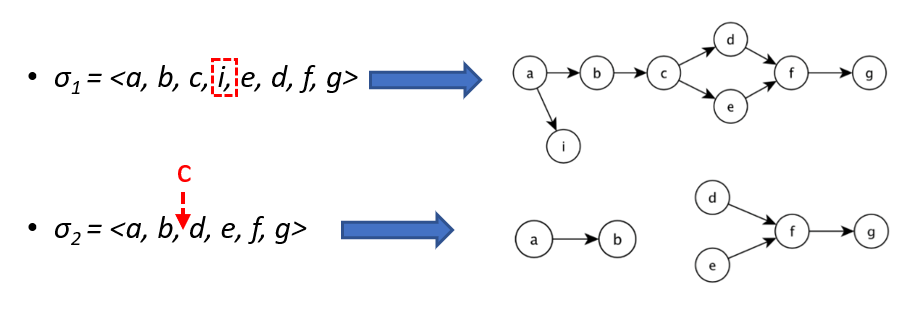 • σ1 = <a, b, c, i, e, d, f, g>
a b c d e f g i
c
• σ2 = <a, b, d, e, f, g>
a b d e f g